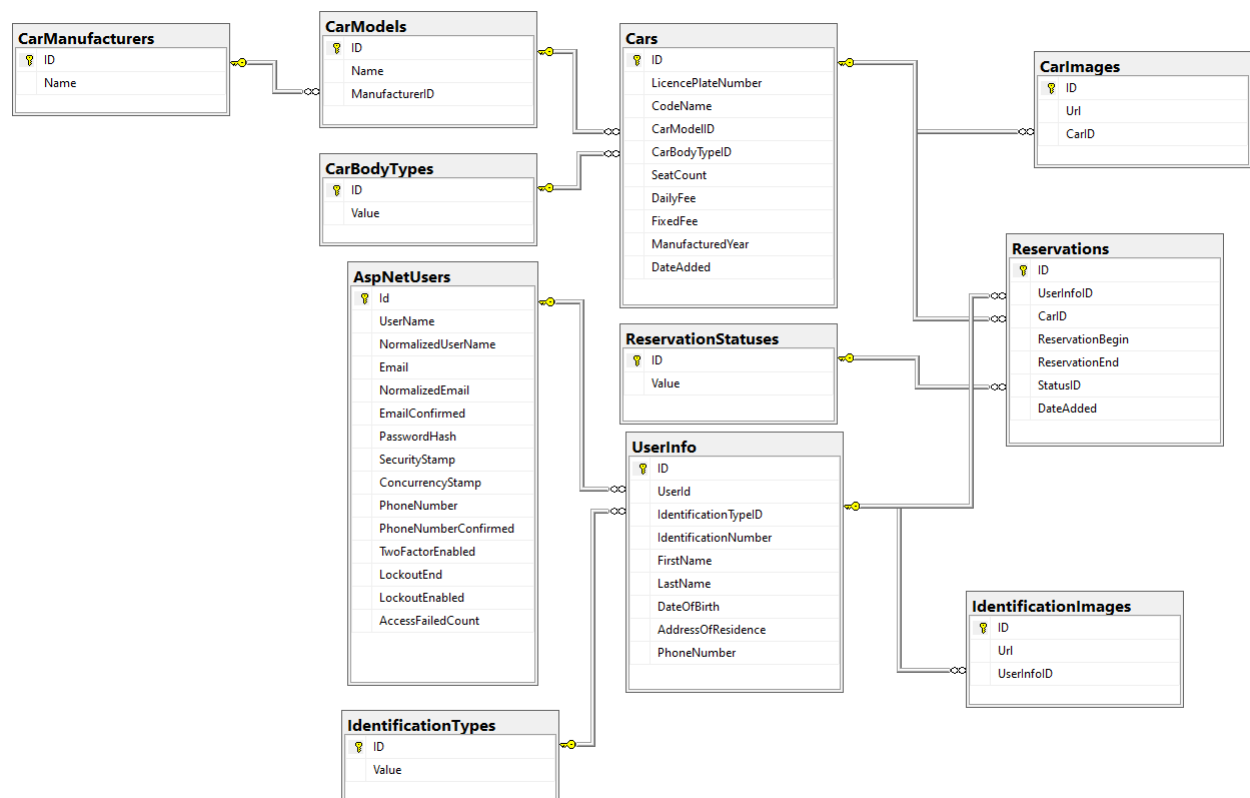 CarManufacturers
ID
Name
CarModels
ID
Name
ManufacturerID
CarBodyTypes
ID
Value
Cars
ID
LicencePlateNumber
CodeName
CarModelID
CarBodyTypeID
SeatCount
DailyFee
FixedFee
ManufacturedYear
DateAdded
CarImages
ID
Url
CarID
AspNetUsers
Id
UserName
NormalizedUserName
Email
NormalizedEmail
EmailConfirmed
PasswordHash
SecurityStamp
ConcurrencyStamp
PhoneNumber
PhoneNumberConfirmed
TwoFactorEnabled
LockoutEnd
LockoutEnabled
AccessFailedCount
ReservationStatuses
ID
Value
Reservations
ID
UserInfoID
CarID
ReservationBegin
ReservationEnd
StatusID
DateAdded
UserInfo
ID
UserId
IdentificationTypeID
IdentificationNumber
FirstName
LastName
DateOfBirth
AddressOfResidence
PhoneNumber
IdentificationImages
ID
Url
UserInfoID
IdentificationTypes
ID
Value